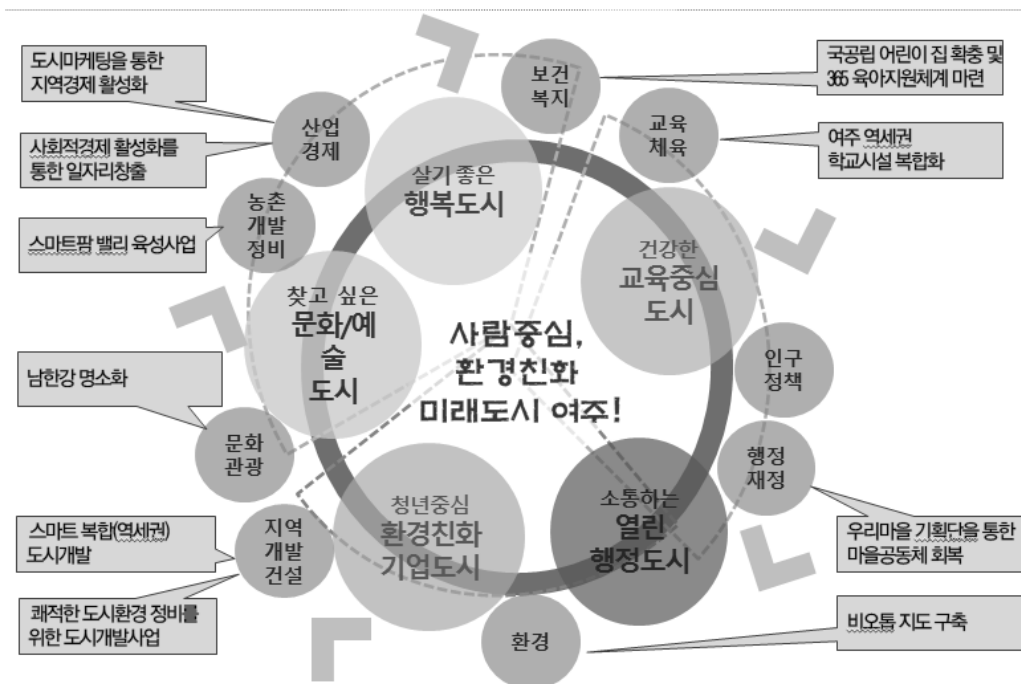 도시마케팅을 통한
지역경제 활성화
사회적경제 활성화를
통한 일자리창출
스마트팜 밸리 육성사업
남한강 명소화
스마트 복합(역세권)
도시개발
쾌적한 도시환경 정비를
위한 도시개발사업
산업
경제
농촌
개발
정비
문화
관광
지역
개발
건설
보건
복지
교육
체육
인구
정책
행정
재정
환경
살기 좋은
행복도시
건강한
교육중심
도시
찾고 싶은
문화/예
술
도시
사람중심,
환경친화
미래도시 여주!
청년중심
환경친화
기업도시
소통하는
열린
행정도시
국공립 어린이 집 확충 및
365 육아지원체계 마련
여주 역세권
학교시설 복합화
우리마을 기획단을 통한
마을공동체 회복
비오톱 지도 구축